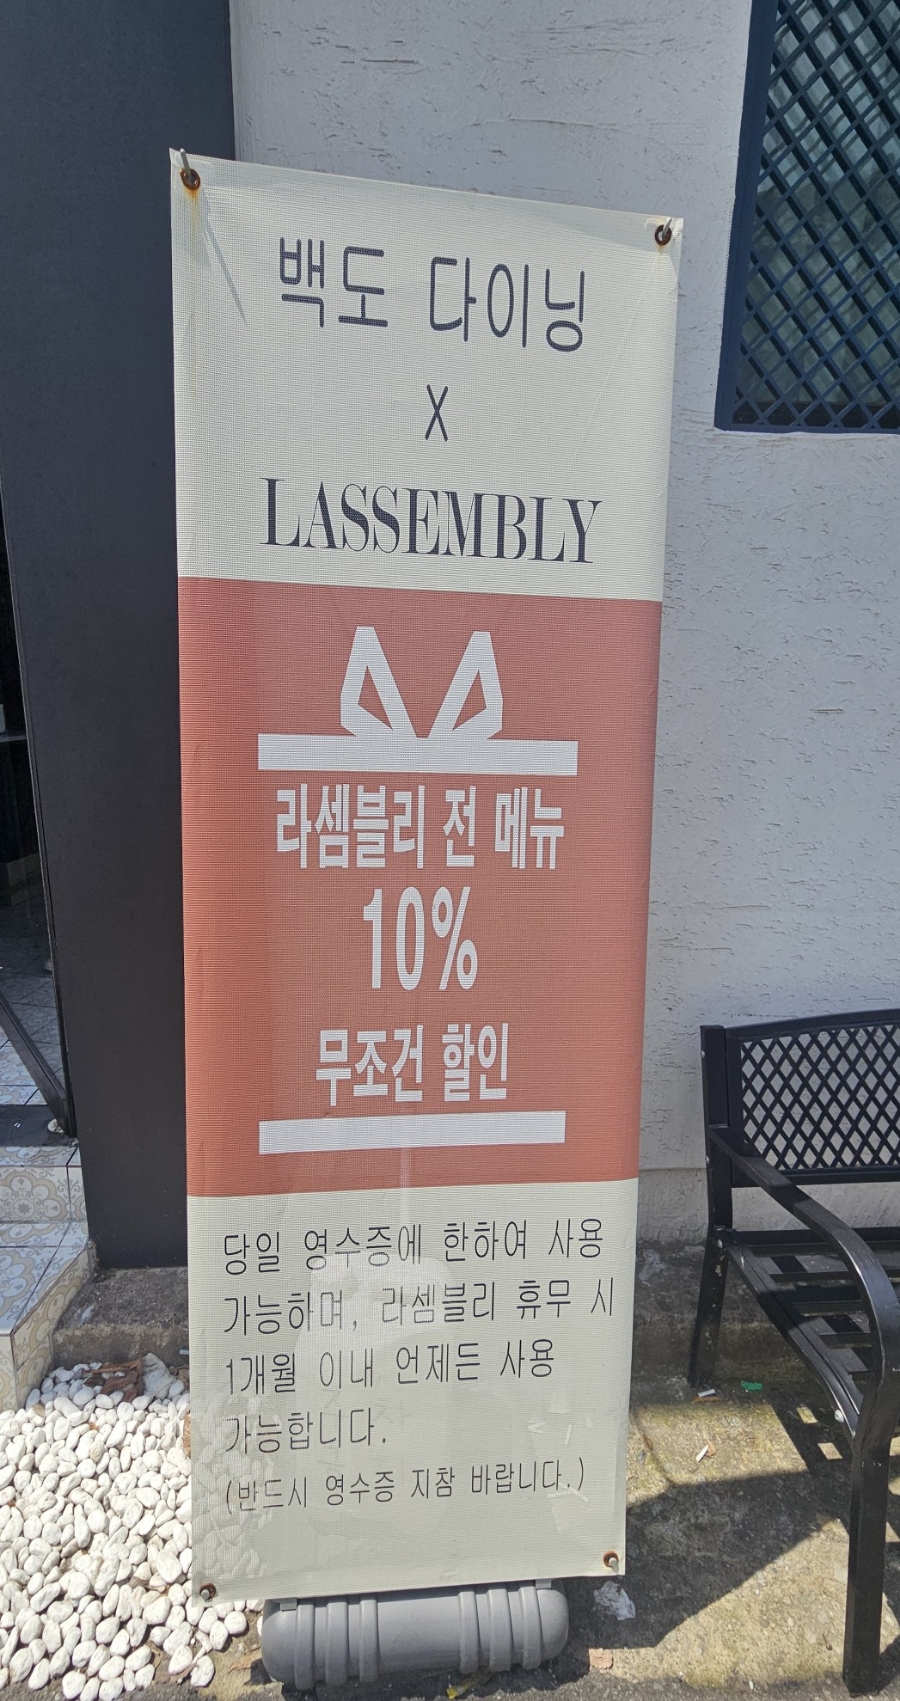 백도 다이닝
X
LASSEMBLY
라셈블리 전 메뉴
10%
무조건 할인
당일 영수증에 한하여 사용
가능하며, 라셈블리 휴무 시
1개월 이내 언제든 사용
가능합니다.
(반드시 영수증 지참 바랍니다.)